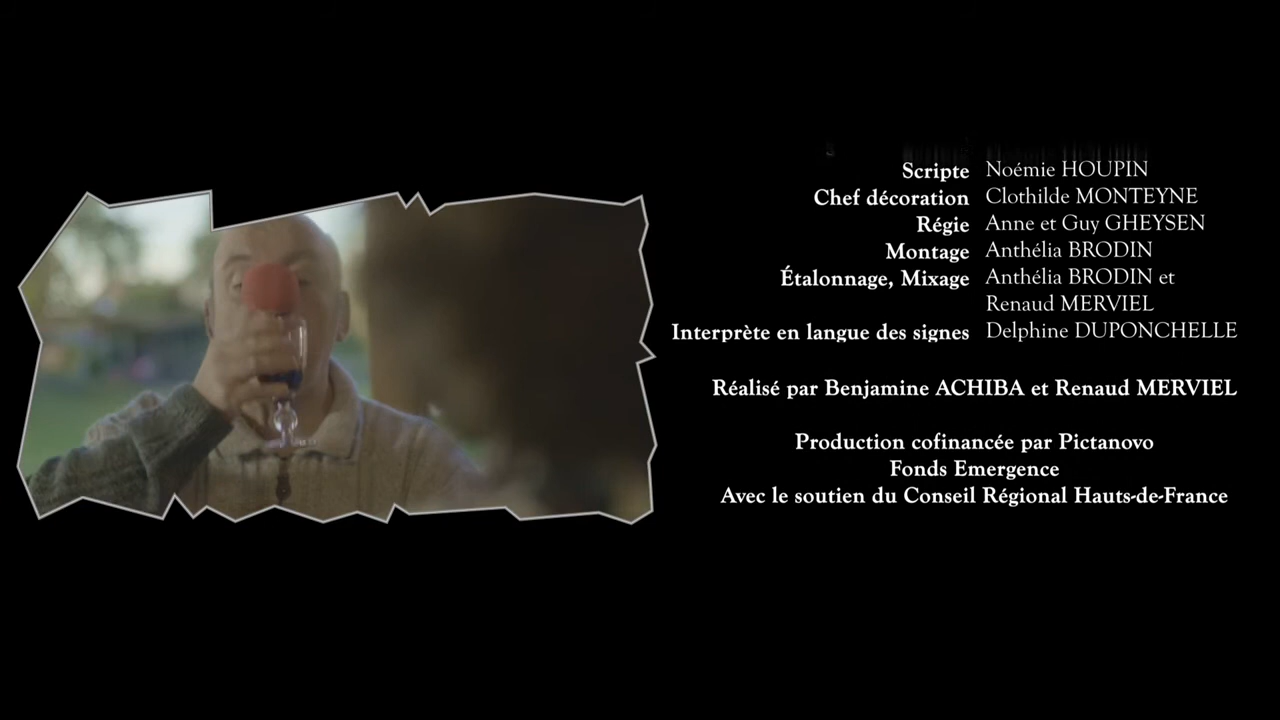 Scripte Noémie HOUPIN
Chef décoration Clothilde MONTEYNE
Régie Anne et Guy GHEYSEN
Montage Anthélia BRODIN
Étalonnage, Mixage Anthélia BRODIN et
Renaud MERVIEL
Interprète en langue des signes Delphine DUPONCHELLE
Réalisé par Benjamine ACHIBA et Renaud MERVIEL
Production cofinancée par Pictanovo
Fonds Emergence
Avec le soutien du Conseil Régional Hauts-de-France